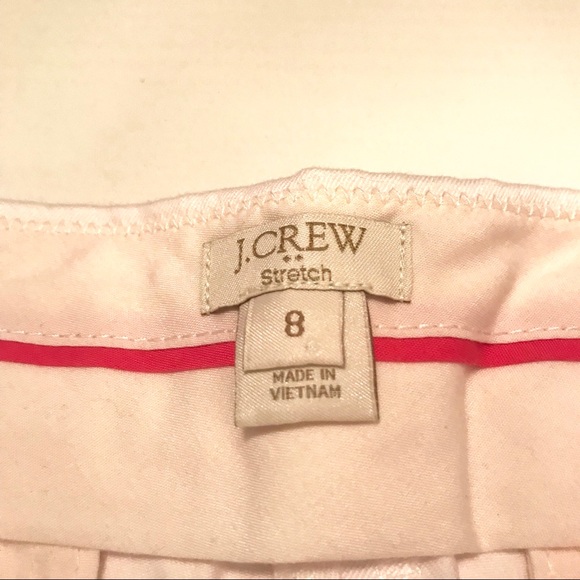 J.CREW
Stretch
8
MADE IN
VIETNAM